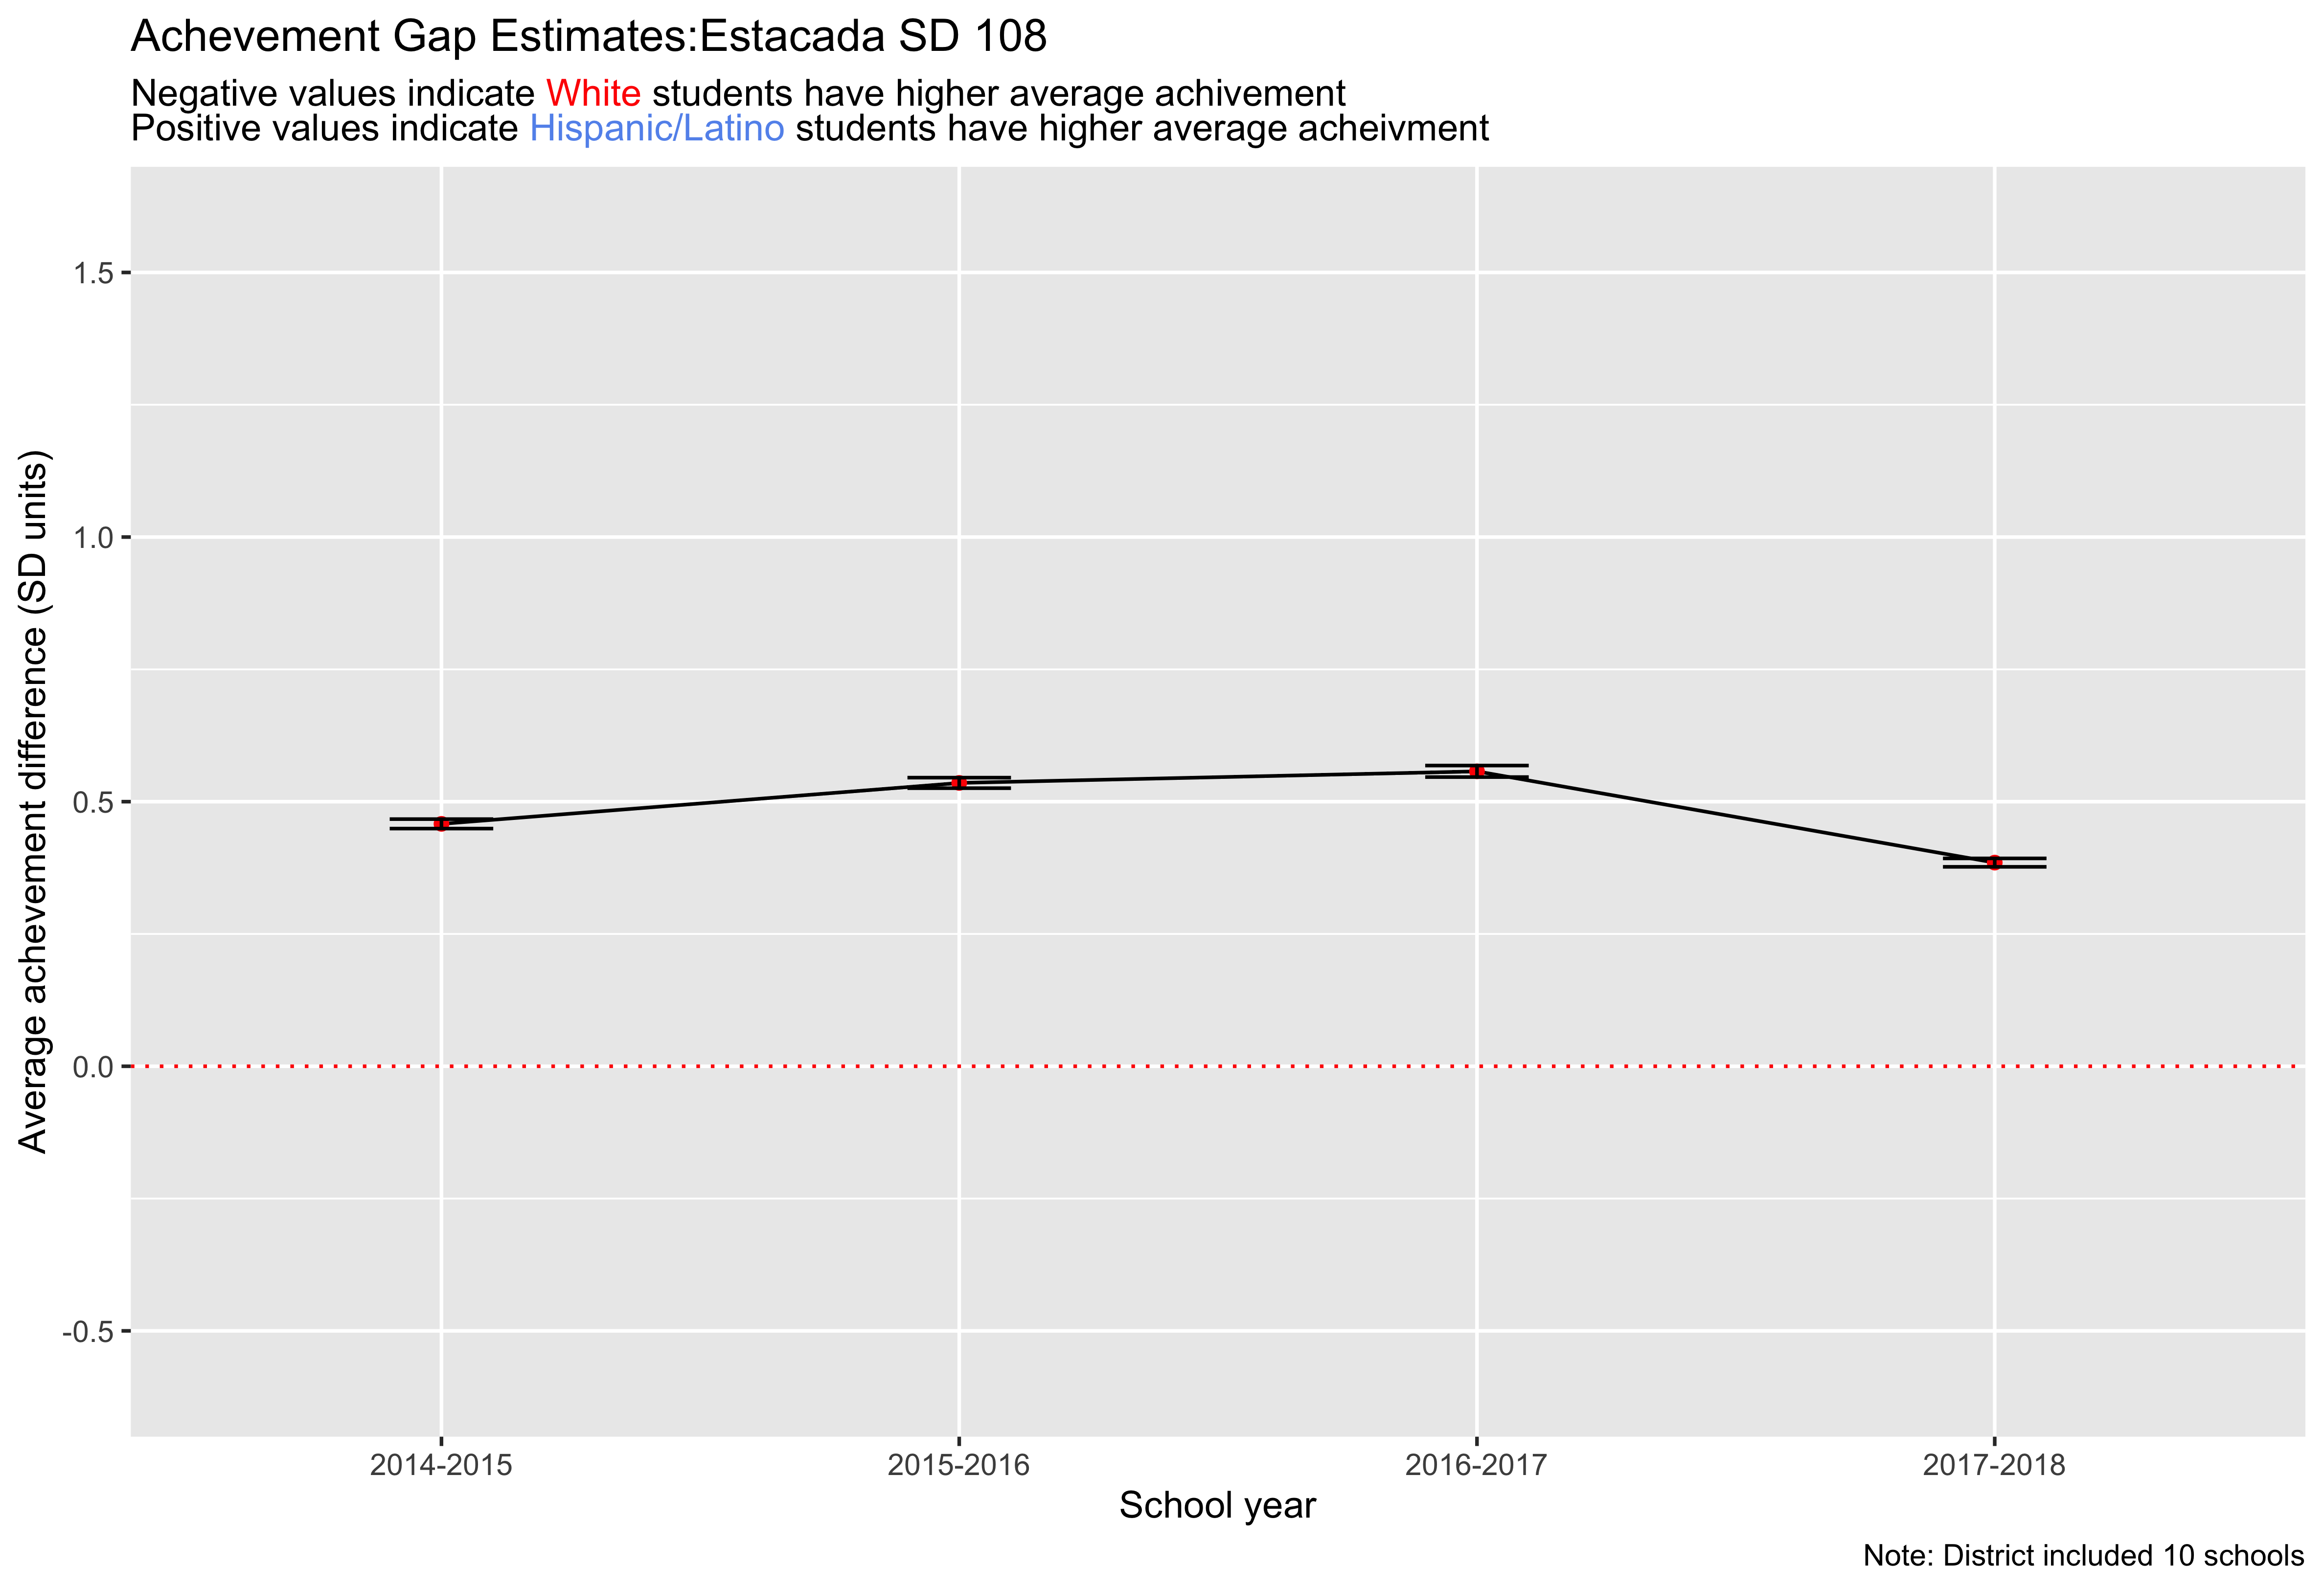 Achevement Gap Estimates:Estacada SD 108
Negative values indicate White students have higher average achivement
Positive values indicate Hispanic/Latino students have higher average acheivment
Average achevement difference (SD units)
1.5
1.0
0.5
0.0
-0.5
2014-2015
2015-2016
2016-2017
2017-2018
School year
Note: District included 10 schools